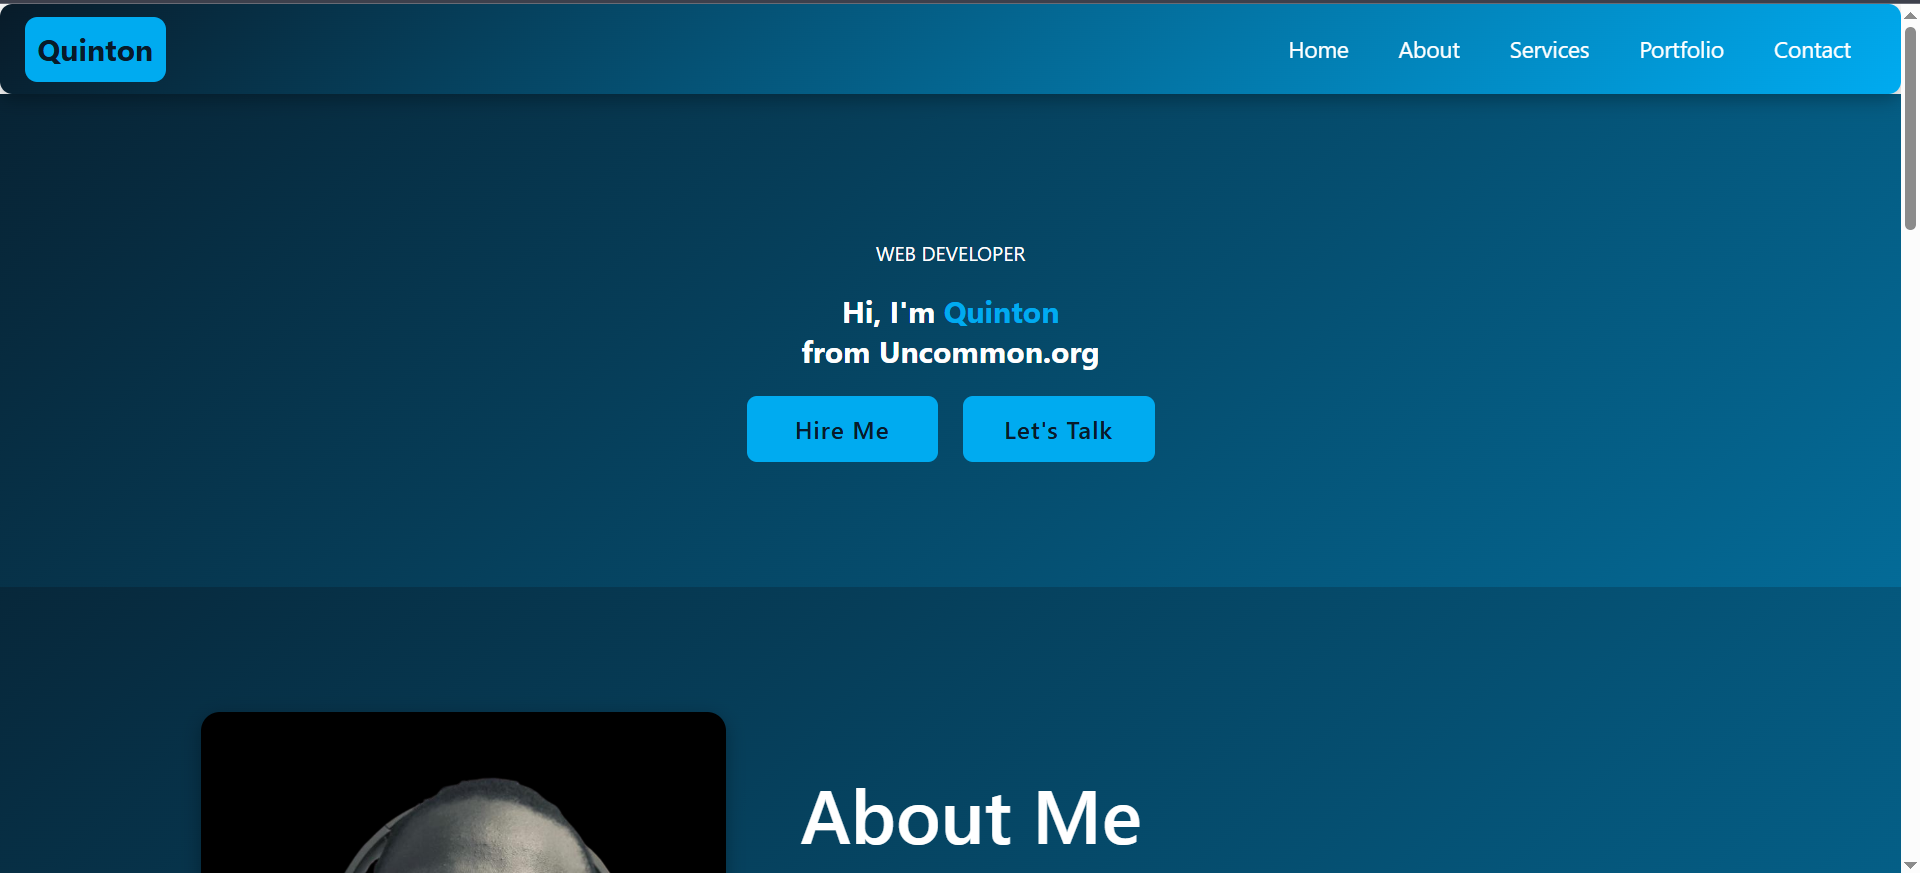 Quinton
Home About Services Portfolio Contact
WEB DEVELOPER
Hi, I'm Quinton
from Uncommon.org
Hire Me Let's Talk
About Me